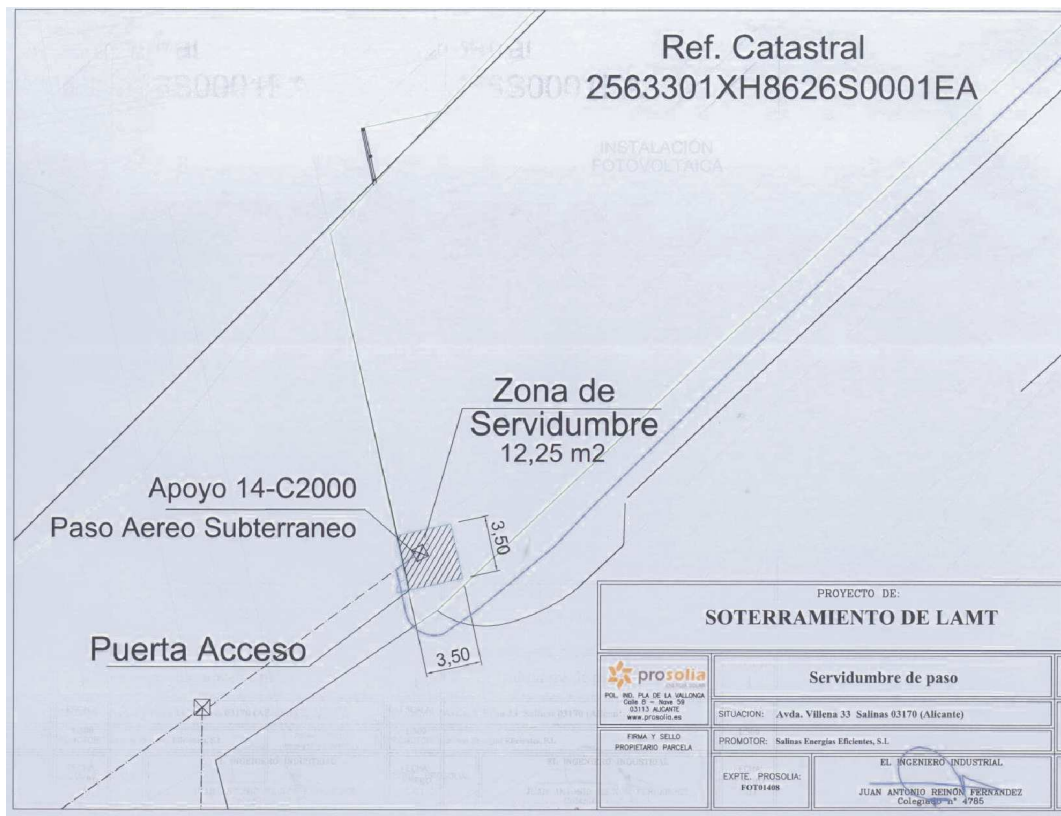 Ref. Catastral
2563301XH8626S0001EA
INSTALACIÓN
FOTOVOLTAICA
Zona de
Servidumbre
12,25 m2
Apoyo 14-C2000
Paso Aereo Subterraneo
3,50
3,50
Puerta Acceso
PROYECTO DE:
SOTERRAMIENTO DE LAMT
prosolia
POL. IND. PLA DE LA VALLONGA
Calle 8 - Nave 59
03113 ALICANTE
www.prosolia.es
Servidumbre de paso
SITUACION: Avda. Villena 33 Salinas 03170 (Alicante)
FIRMA Y SELLO
PROPIETARIO PARCELA
PROMOTOR: Salinas Energias Eficientes, S.L
EXPTE. PROSOLIA:
FOT01408
EL INGENIERO INDUSTRIAL
JUAN ANTONIO REINÓN FERNANDEZ
Colegiado nº 4785